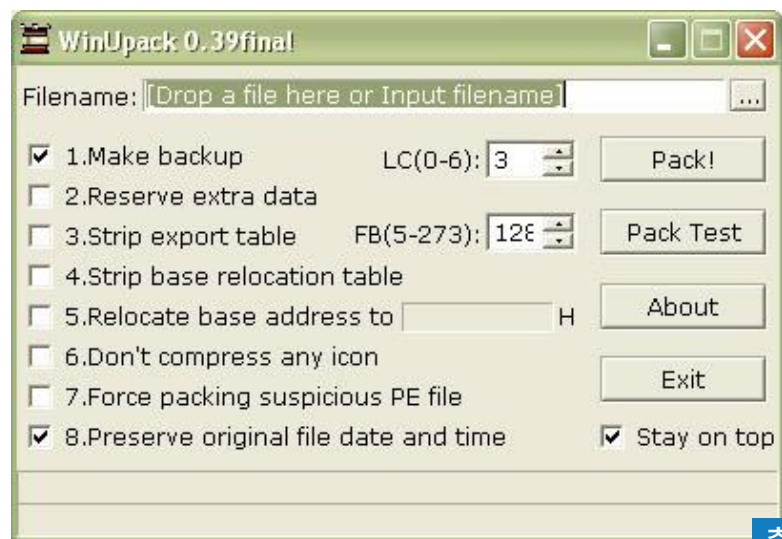 WinUpack 0.39final
Filename: [Drop a file here or Input filename] ...
1.Make backup LC(0-6): 3 Pack!
2.Reserve extra data
3.Strip export table FB(5-273): 128 Pack Test
4.Strip base relocation table
5.Relocate base address to H About
6.Don't compress any icon
7.Force packing suspicious PE file Exit
8.Preserve original file date and time Stay on top